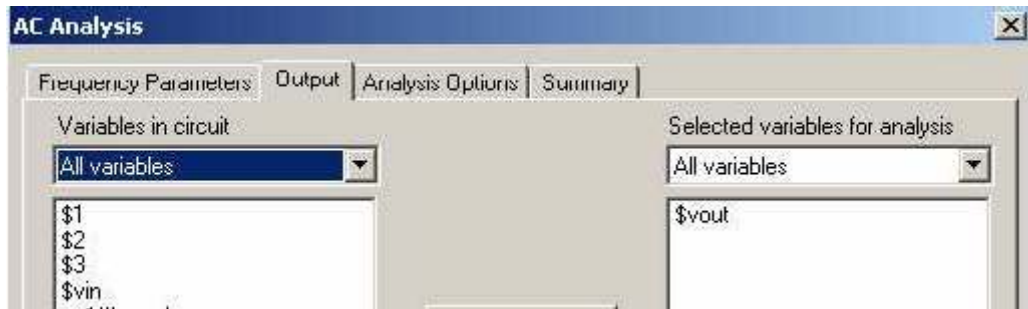 AC Analysis
Frequency Parameters Output Analysis Options Summary
Variables in circuit
All variables
$1
$2
$3
$vin
Selected variables for analysis
All variables
$vout